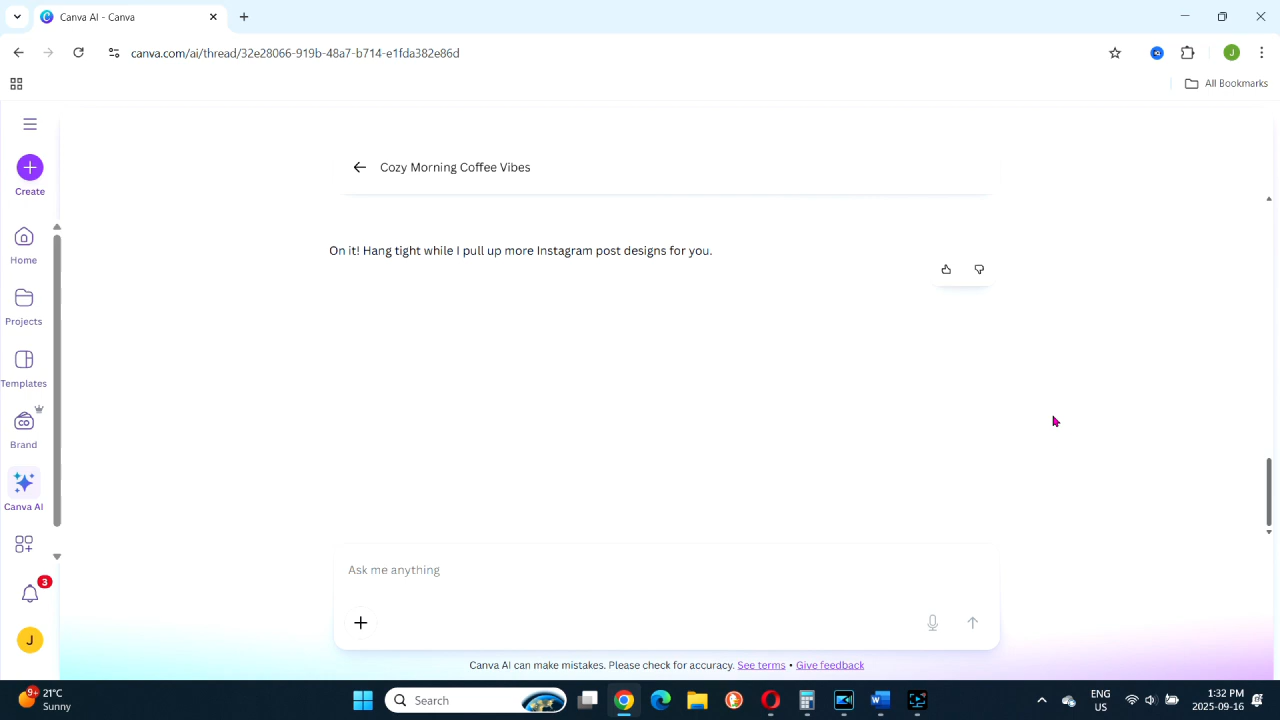 Canva AI - Canva
canva.com/ai/thread/32e28066-919b-48a7-b714-e1fda382e86d
J
All Bookmarks
Create
Home
Projects
Templates
CO
Brand
Canva AI
3
J
Cozy Morning Coffee Vibes
On it! Hang tight while I pull up more Instagram post designs for you.
Ask me anything
Canva AI can make mistakes. Please check for accuracy. See terms • Give feedback
9+
21°C
Sunny
Search
ENG
US
1:32 PM
2025-09-16